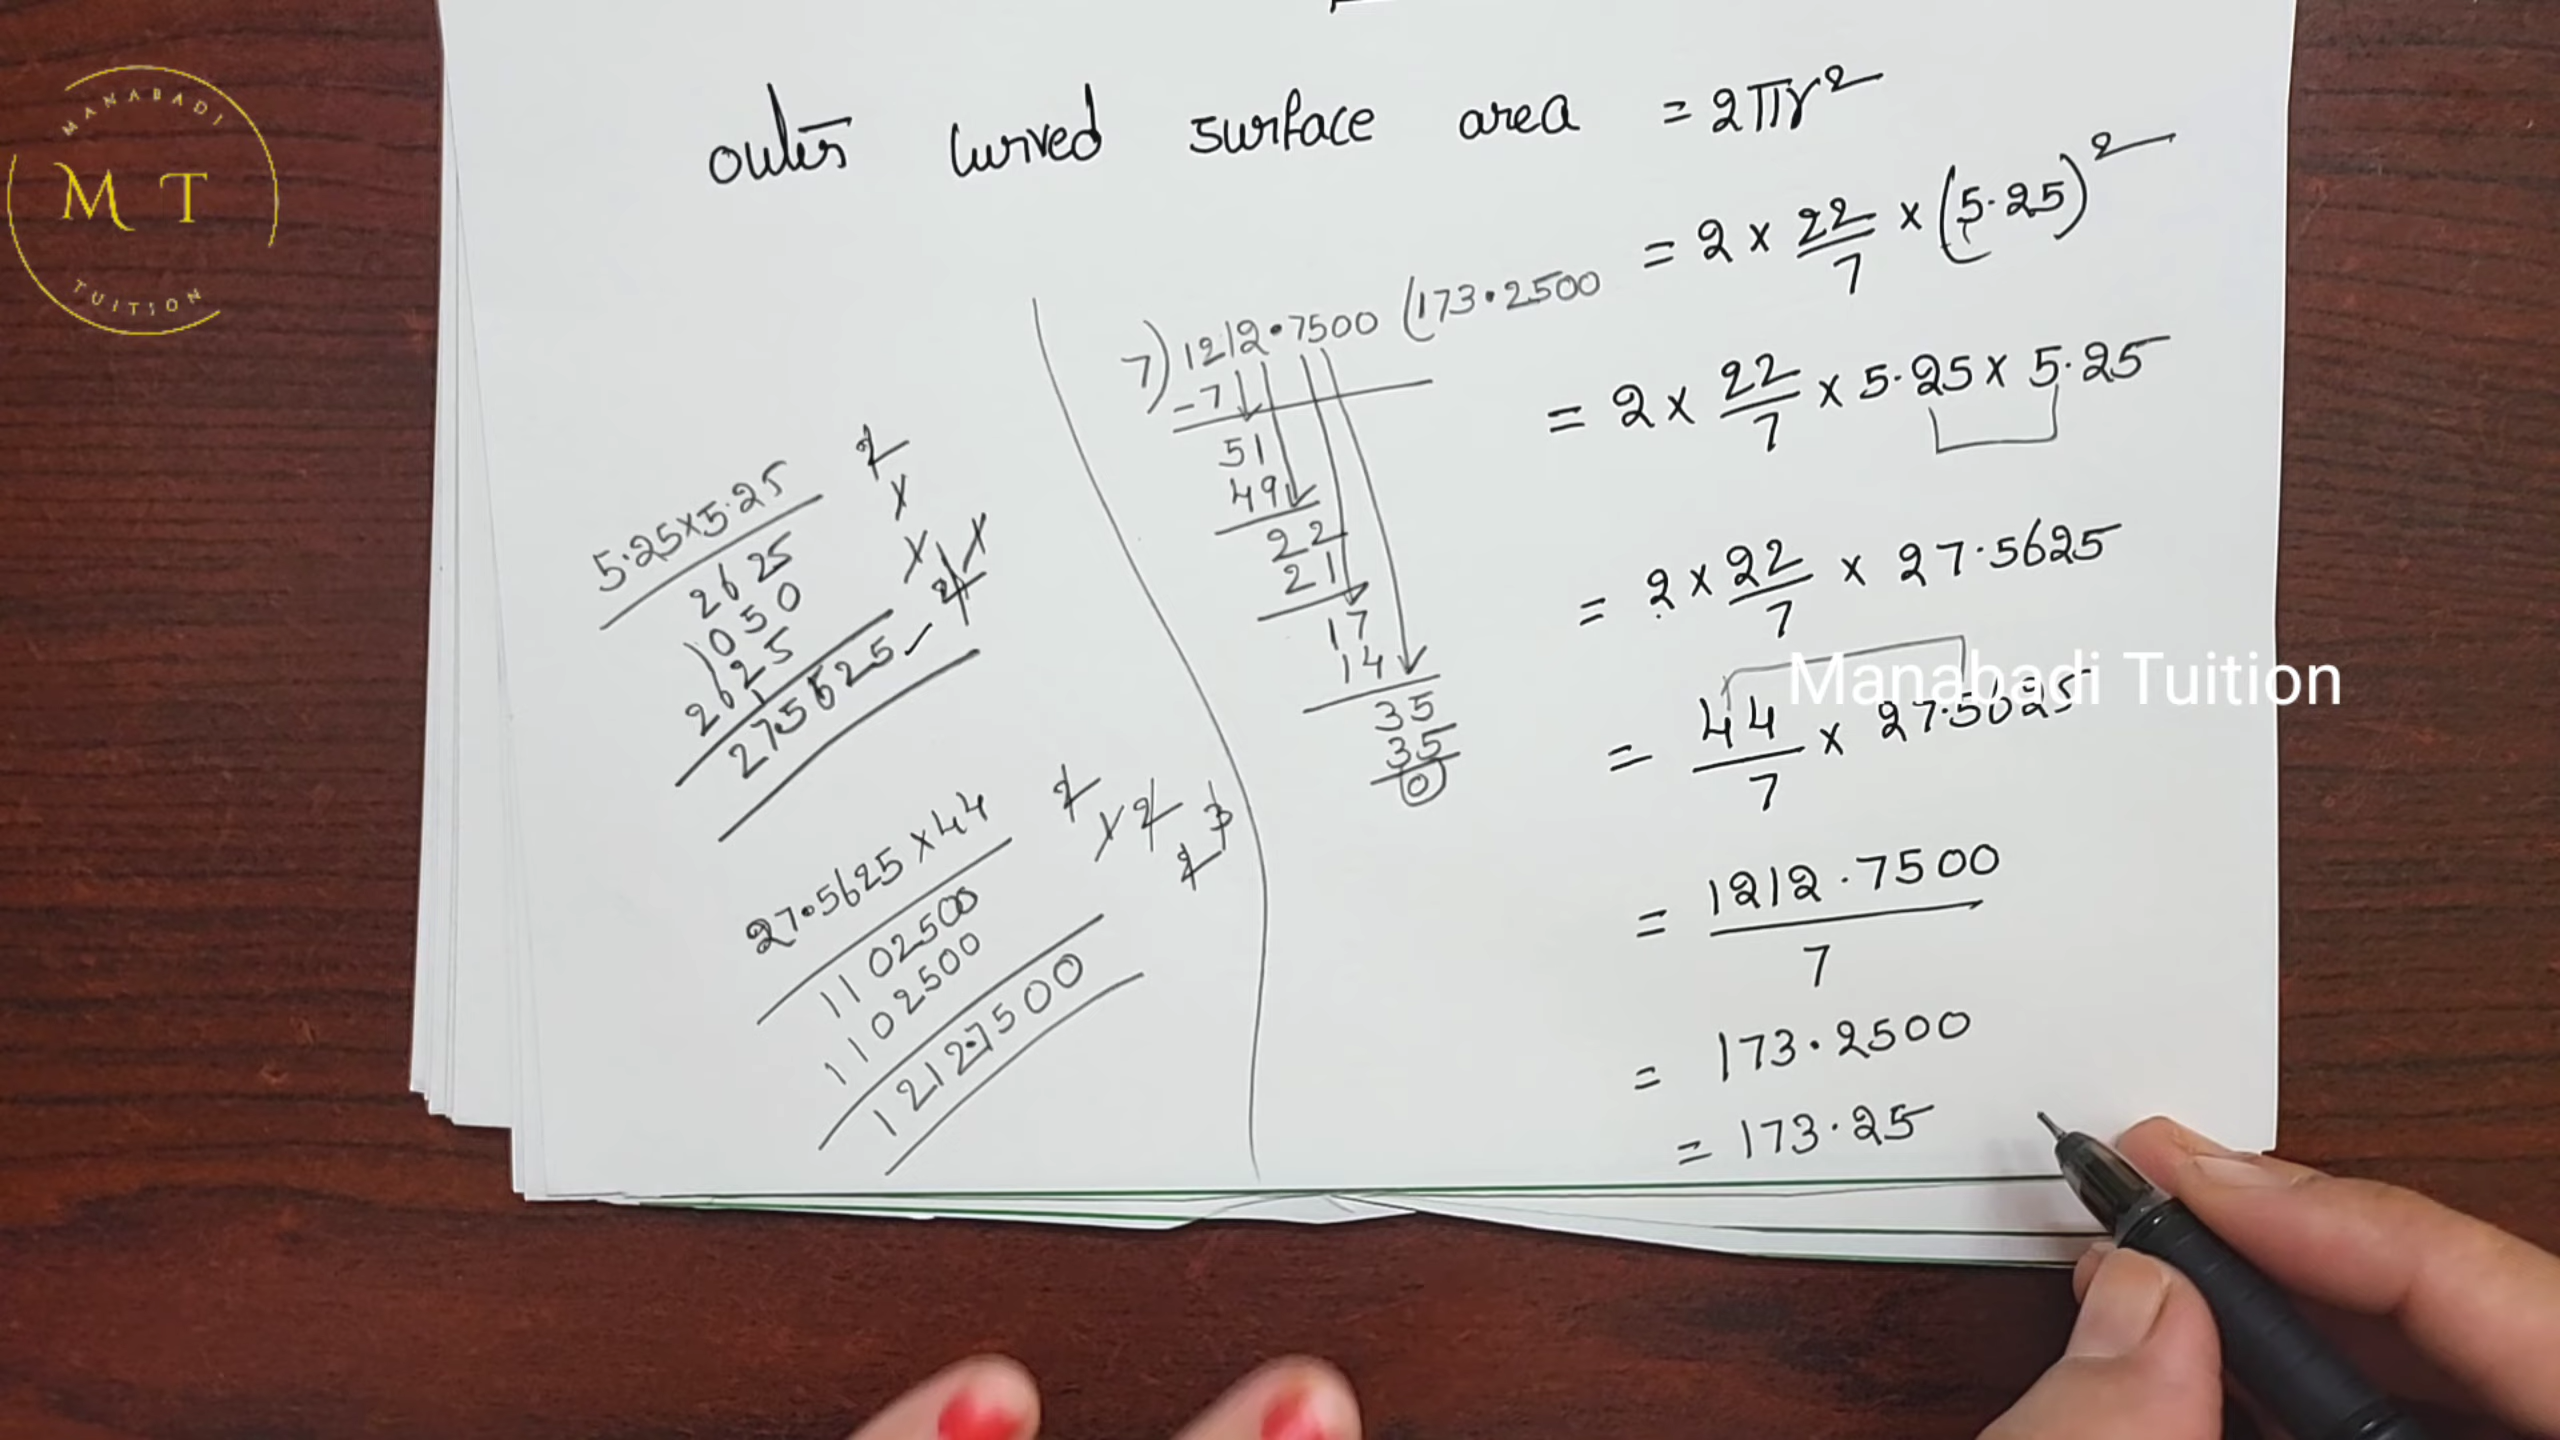 MANABADI
M T
TUITION
outer curved surface area = 2πr²
= 2 × 22/7 × (5.25)²
= 2 × 22/7 × 5.25 × 5.25
= 2 × 22/7 × 27.5625
= 44/7 × 27.5625
= 1212.7500/7
= 173.2500
= 173.25
Manabadi Tuition
5.25×5.25
2625
1050
2625
1
27.5625
27.5625 × 44
1102500
1102500
1212.7500
7)1212.7500(173.2500
-7
51
49
22
21
17
14
35
35
0